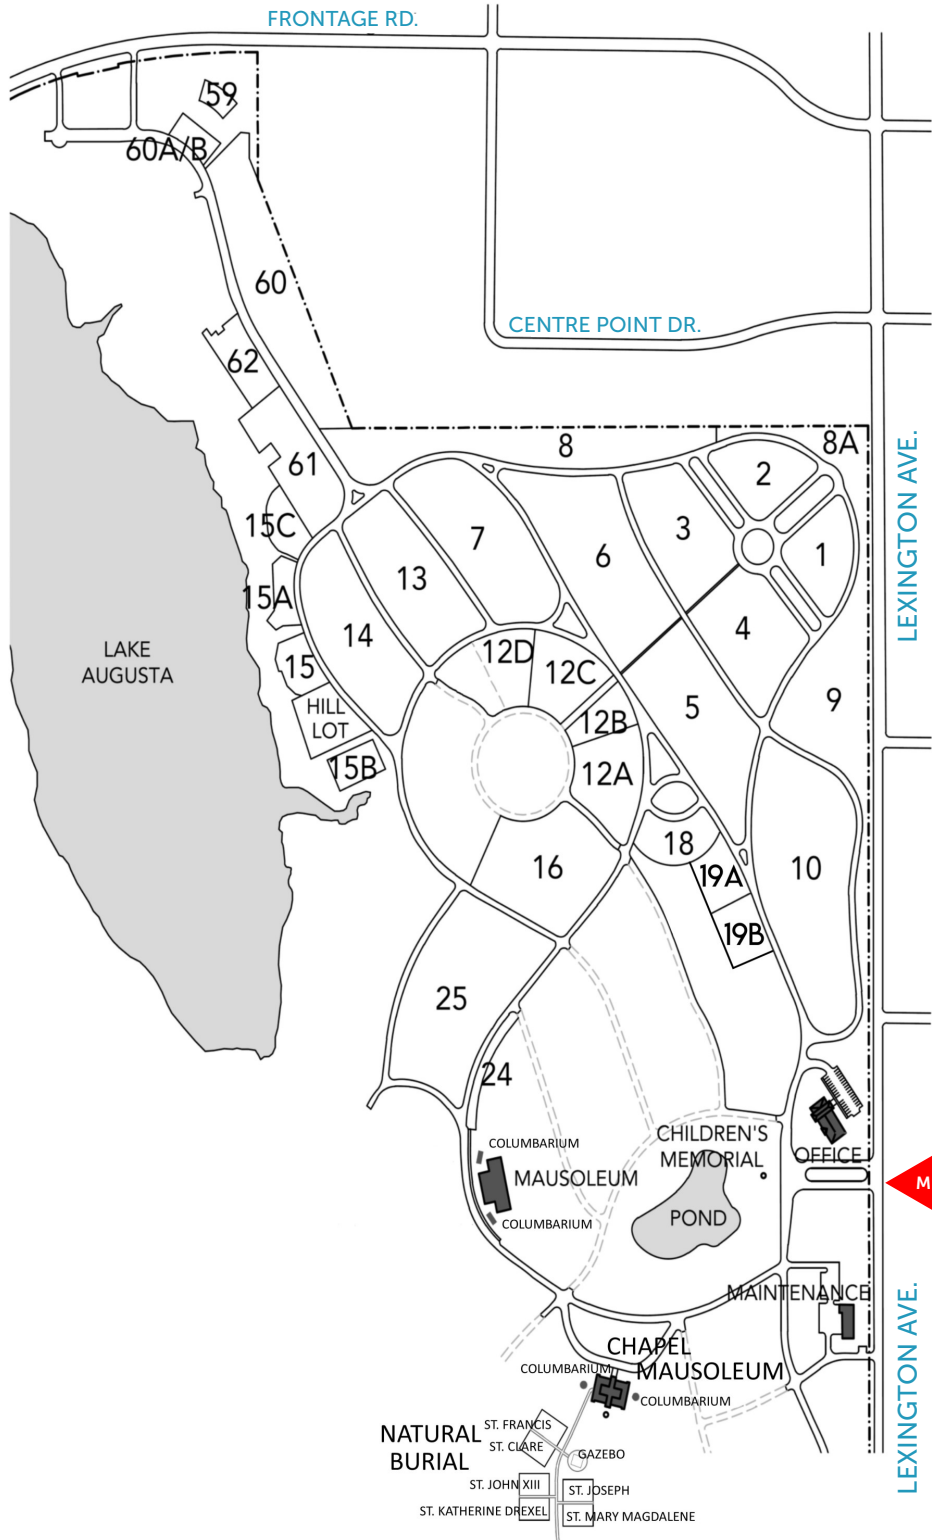 FRONTAGE RD.
59
60A/B
60
CENTRE POINT DR.
62
8
8A
LEXINGTON AVE.
61
2
15C
7
3
6
1
13
15A
14
4
LAKE
AUGUSTA
12D
12C
15
HILL
LOT
5
9
12B
15B
12A
18
16
19A
10
19B
25
24
CHILDREN'S
MEMORIAL
COLUMBARIUM
OFFICE
MAUSOLEUM
M
COLUMBARIUM
POND
MAINTENANCE
LEXINGTON AVE.
CHAPEL
MAUSOLEUM
COLUMBARIUM
COLUMBARIUM
NATURAL
BURIAL
ST. FRANCIS
ST. CLARE
GAZEBO
ST. JOHN XIII
ST. JOSEPH
ST. KATHERINE DREXEL
ST. MARY MAGDALENE